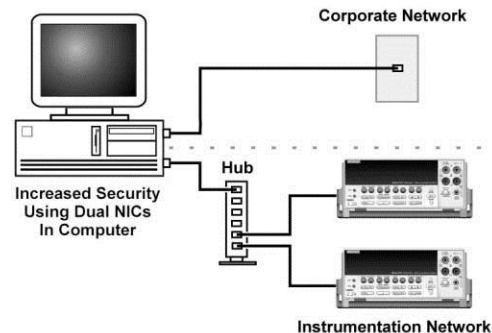 Corporate Network
Hub
Increased Security
Using Dual NICs
In Computer
Instrumentation Network